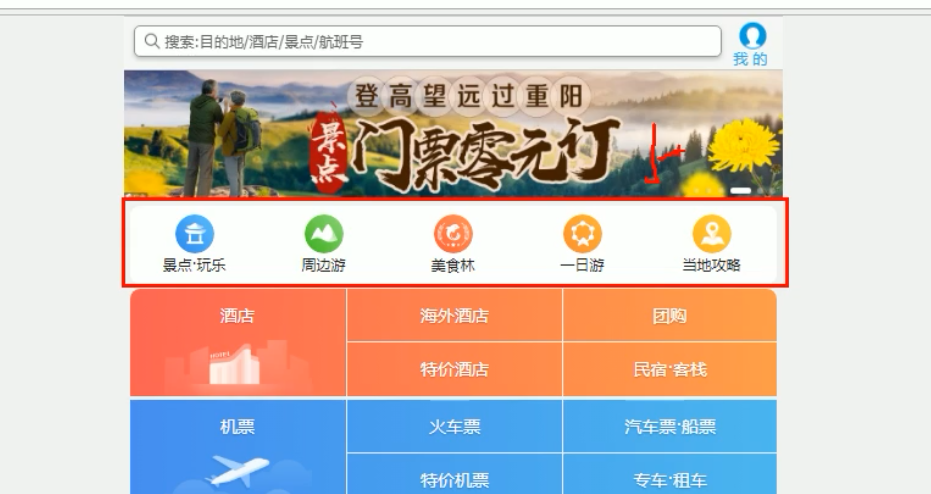 搜索:目的地/酒店/景点/航班号
我的
登高望远过重阳
景点
门票零元订
景点·玩乐
周边游
美食林
一日游
当地攻略
酒店
海外酒店
团购
HOTEL
特价酒店
民宿·客栈
机票
火车票
汽车票·船票
特价机票
专车·租车